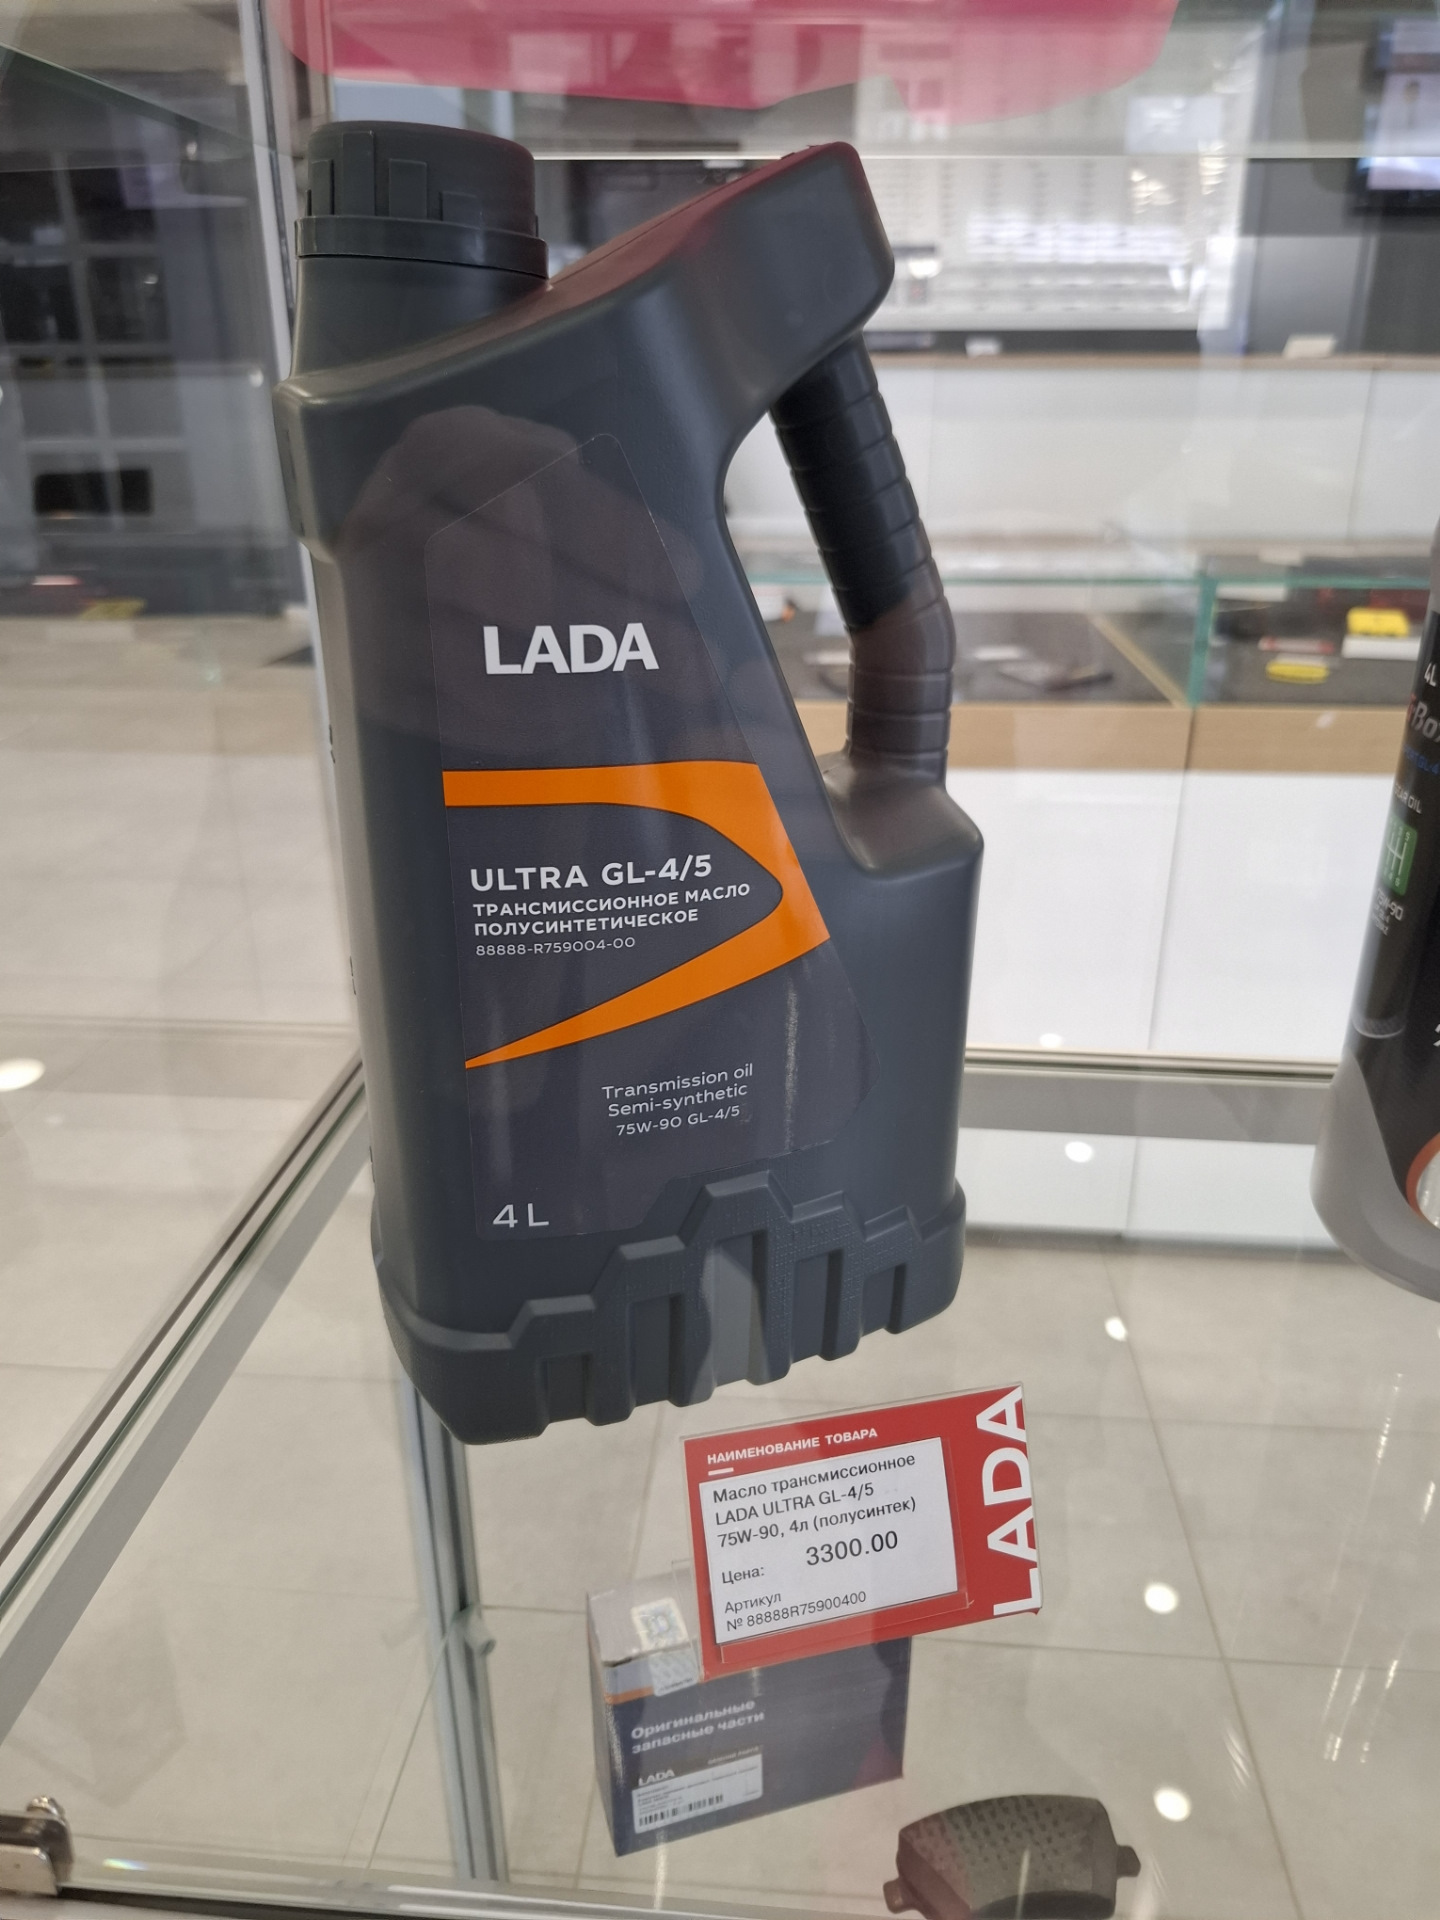 LADA
ULTRA GL-4/5
ТРАНСМИССИОННОЕ МАСЛО
ПОЛУСИНТЕТИЧЕСКОЕ
88888-R759004-00
Transmission oil
Semi-synthetic
75W-90 GL-4/5
4 L
4L
НАИМЕНОВАНИЕ ТОВАРА
Масло трансмиссионное
LADA ULTRA GL-4/5
75W-90, 4л (полусинтек)
Цена: 3300.00
Артикул
№ 88888R75900400
LADA
Оригинальные
запасные части
LADA